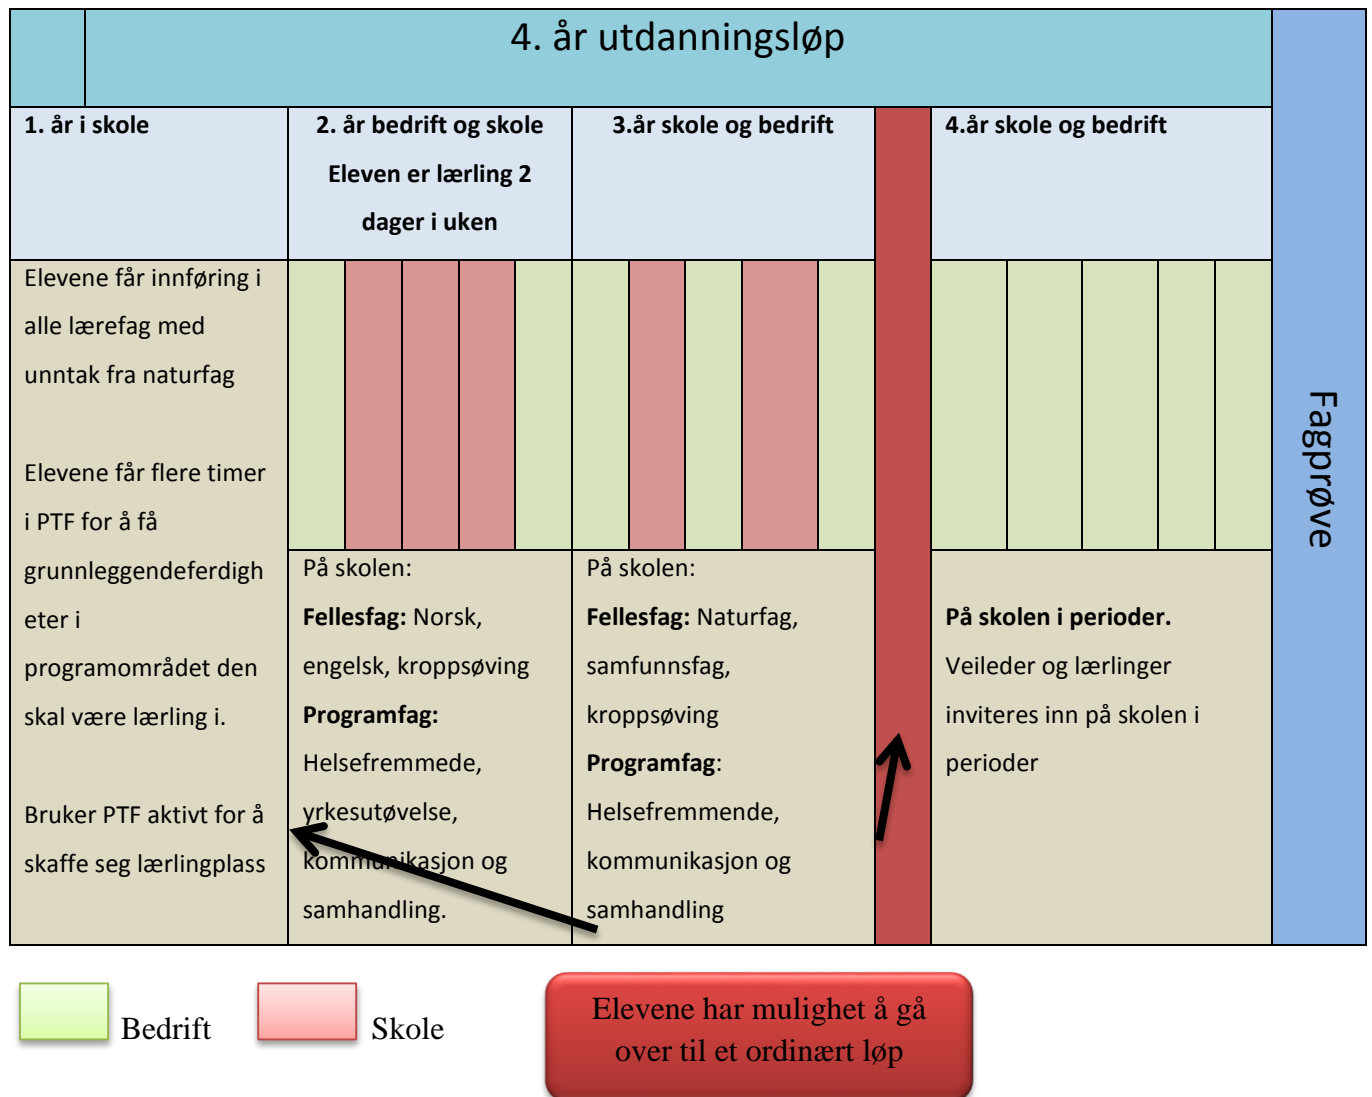 4. år utdanningsløp
1. år i skole
2. år bedrift og skole
Eleven er lærling 2
dager i uken
3.år skole og bedrift
4.år skole og bedrift
Fagprøve
Elevene får innføring i
alle lærefag med
unntak fra naturfag
Elevene får flere timer
i PTF for å få
grunnleggendeferdigh
eter i
programområdet den
skal være lærling i.
Bruker PTF aktivt for å
skaffe seg lærlingplass
På skolen:
Fellesfag: Norsk,
engelsk, kroppsøving
Programfag:
Helsefremmede,
yrkesutøvelse,
kommunikasjon og
samhandling.
På skolen:
Fellesfag: Naturfag,
samfunnsfag,
kroppsøving
Programfag:
Helsefremmende,
kommunikasjon og
samhandling
På skolen i perioder.
Veileder og lærlinger
inviteres inn på skolen i
perioder
Bedrift
Skole
Elevene har mulighet å gå
over til et ordinært løp